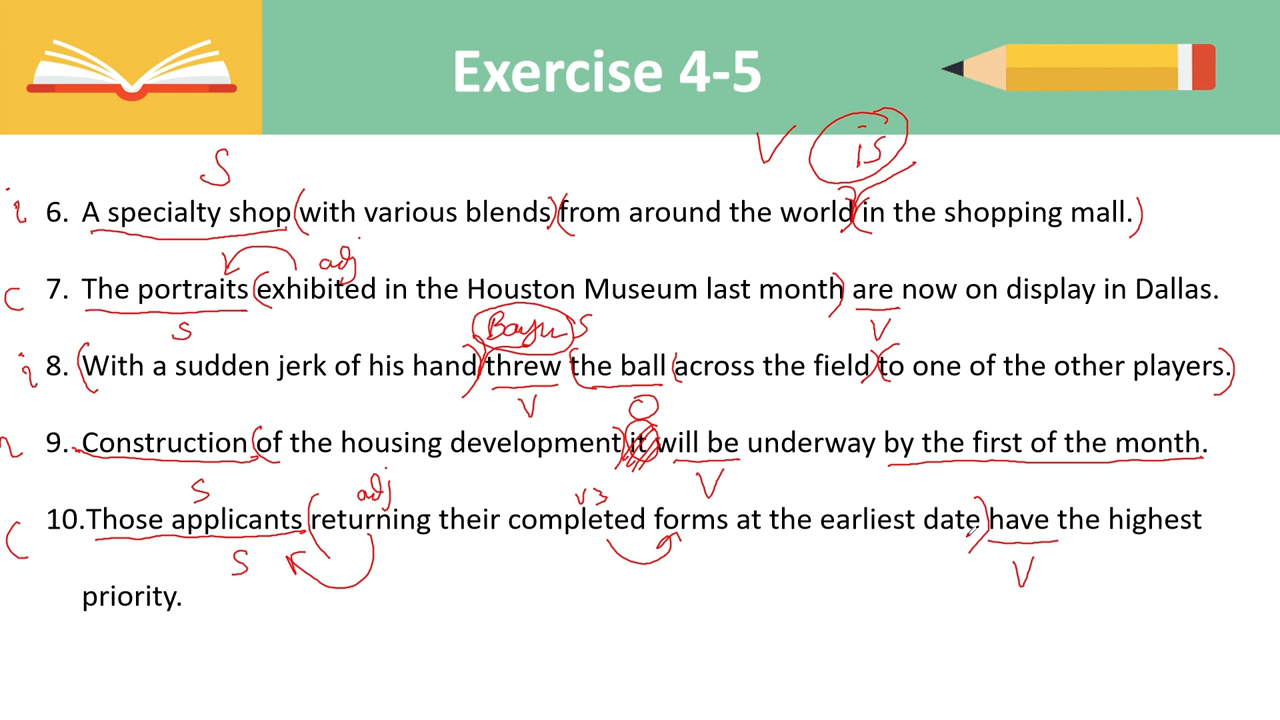 Exercise 4-5
V is
S
i 6. A specialty shop (with various blends) (from around the world) (in the shopping mall.)
adj
C 7. The portraits (exhibited in the Houston Museum last month) are now on display in Dallas.
S V
S
i 8. (With a sudden jerk of his hand) threw (the ball (across the field) (to one of the other players.)
V O
9. Construction (of the housing development) it will be underway by the first of the month.
S V
adj V3
C 10.Those applicants (returning their completed forms at the earliest date) have the highest
S V
priority.